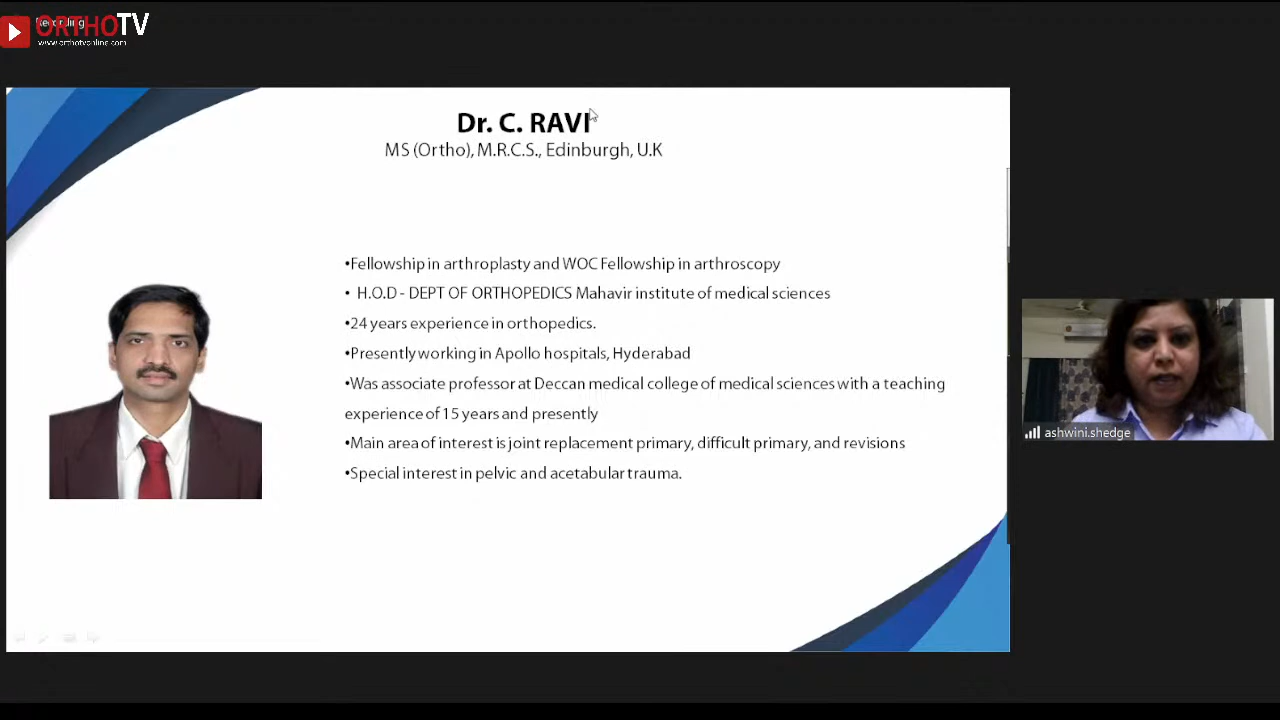 Recording
ORTHOTV
www.orthotvonline.com
Dr. C. RAVI
MS (Ortho), M.R.C.S., Edinburgh, U.K
•Fellowship in arthroplasty and WOC Fellowship in arthroscopy
• H.O.D - DEPT OF ORTHOPEDICS Mahavir institute of medical sciences
•24 years experience in orthopedics.
•Presently working in Apollo hospitals, Hyderabad
•Was associate professor at Deccan medical college of medical sciences with a teaching
experience of 15 years and presently
•Main area of interest is joint replacement primary, difficult primary, and revisions
•Special interest in pelvic and acetabular trauma.
ashwini.shedge